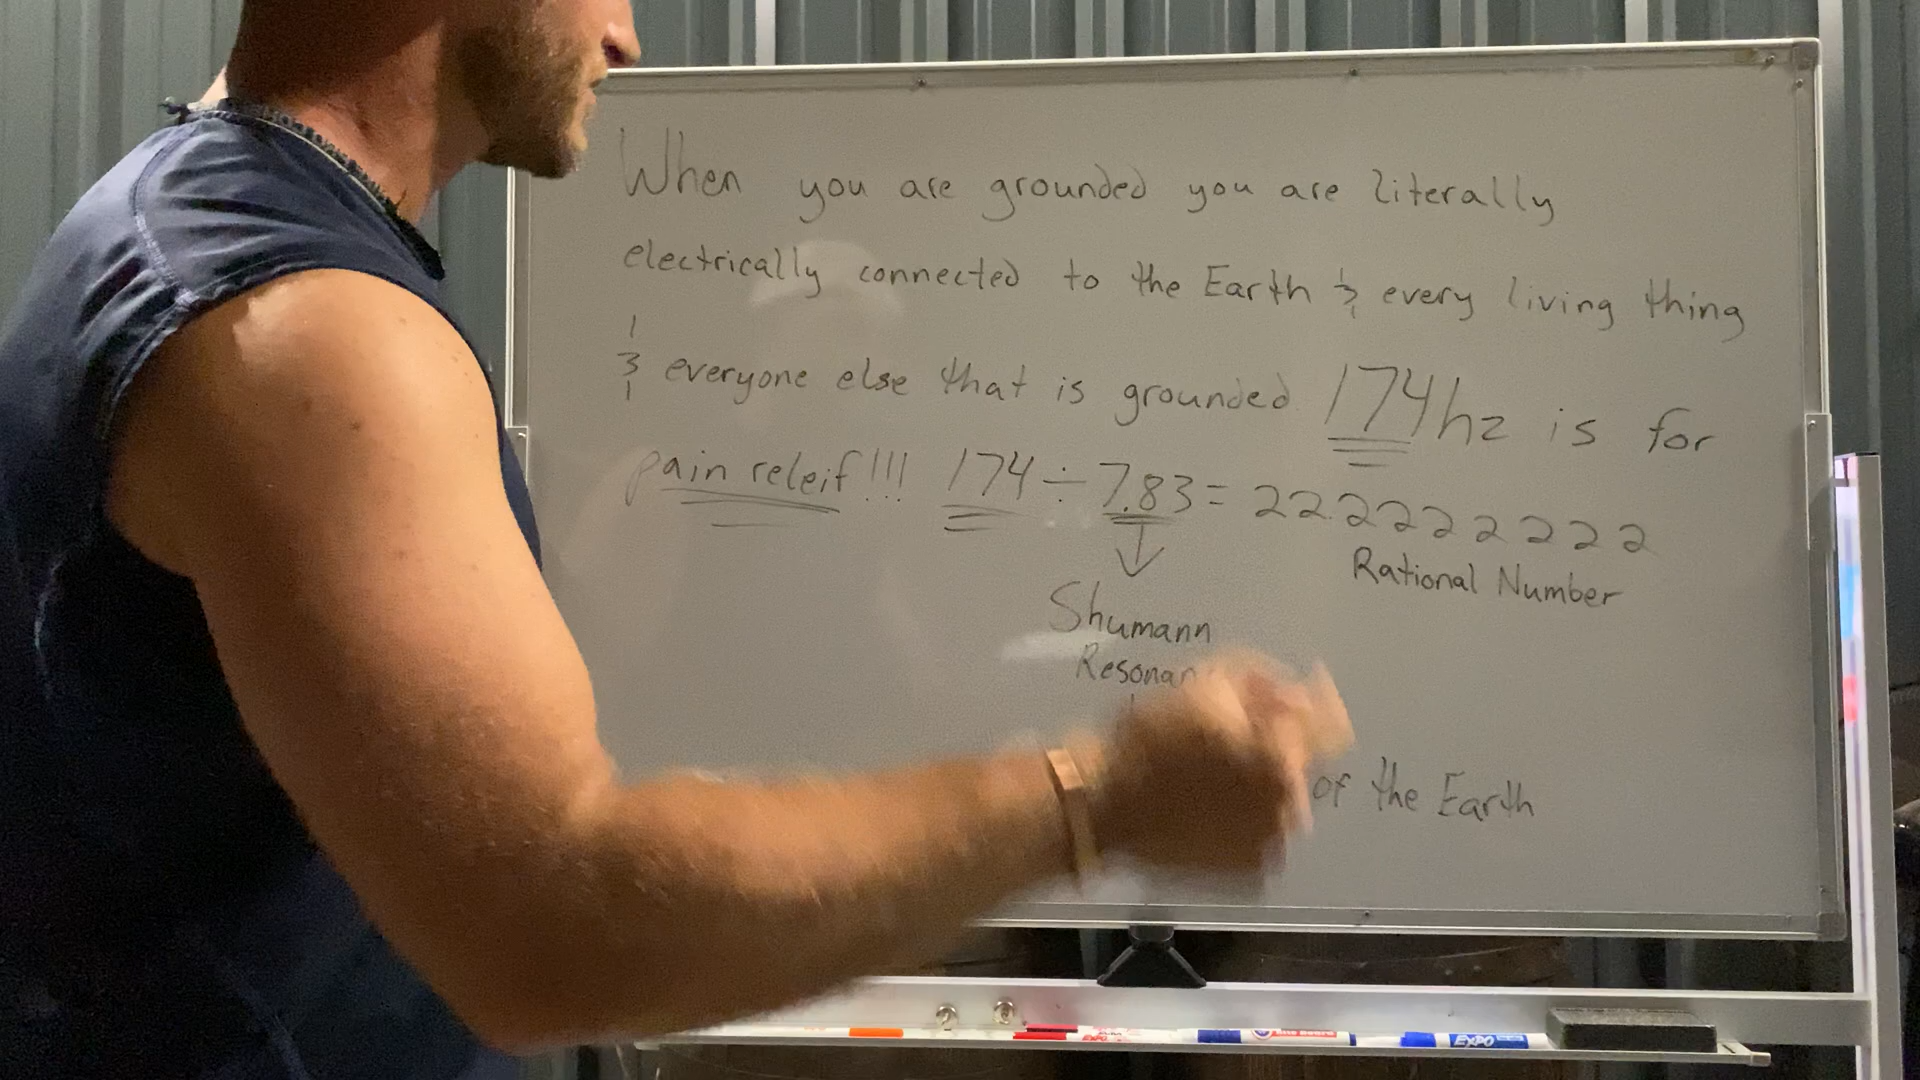 When you are grounded you are literally
electrically connected to the Earth & every living thing
& everyone else that is grounded. 174hz is for
pain releif!!! 174 ÷ 7.83 = 22.2222222
Rational Number
Shumann
Resonan
of the Earth
EXPO